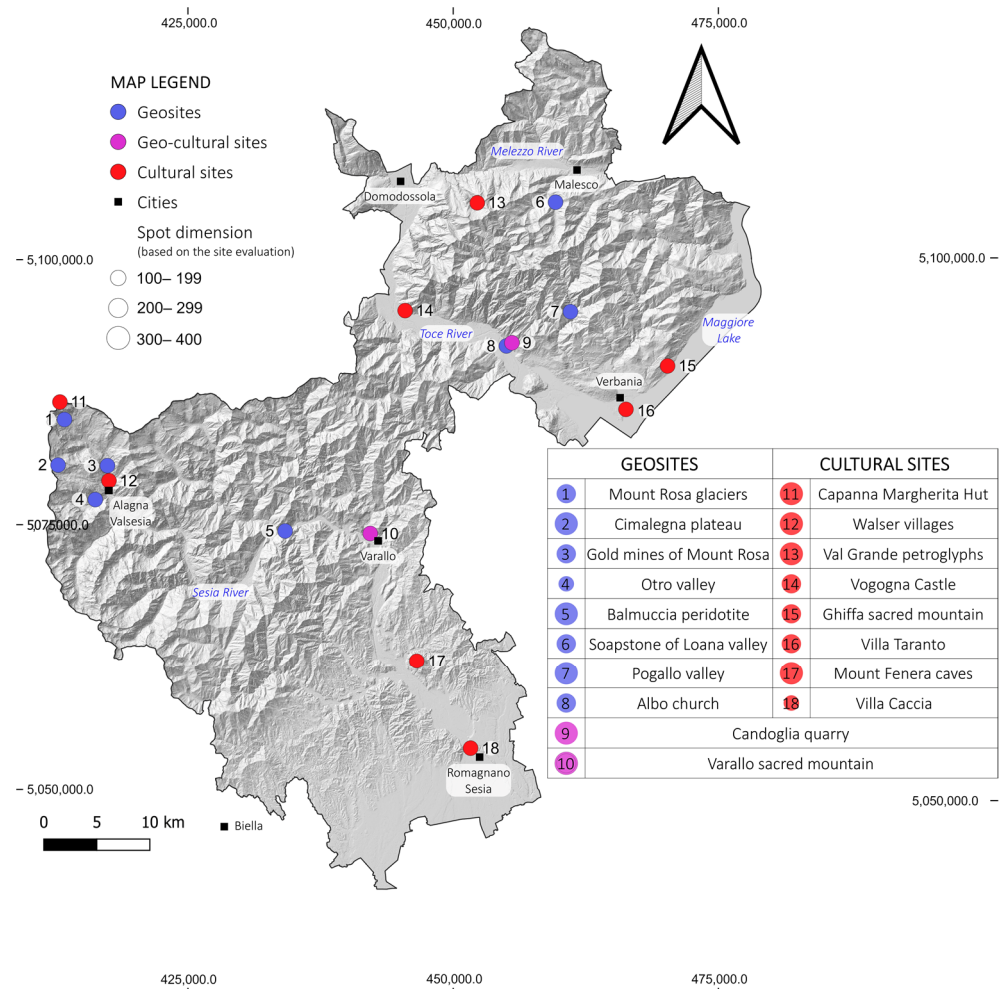 425,000.0
450,000.0
475,000.0
MAP LEGEND
Geosites
Geo-cultural sites
Cultural sites
Cities
Spot dimension
(based on the site evaluation)
100– 199
200– 299
300– 400
Melezzo River
Malesco
Domodossola
13
6
5,100,000.0
5,100,000.0
14
7
Toce River
Maggiore
Lake
8
9
15
Verbania
16
11
1
2
3
12
4
Alagna
Valsesia
5075000.0
5
10
Varallo
Sesia River
17
18
Romagnano
Sesia
5,050,000.0
5,050,000.0
0 5 10 km
Biella
GEOSITES CULTURAL SITES
1 Mount Rosa glaciers 11 Capanna Margherita Hut
2 Cimalegna plateau 12 Walser villages
3 Gold mines of Mount Rosa 13 Val Grande petroglyphs
4 Otro valley 14 Vogogna Castle
5 Balmuccia peridotite 15 Ghiffa sacred mountain
6 Soapstone of Loana valley 16 Villa Taranto
7 Pogallo valley 17 Mount Fenera caves
8 Albo church 18 Villa Caccia
9 Candoglia quarry
10 Varallo sacred mountain
425,000.0
450,000.0
475,000.0